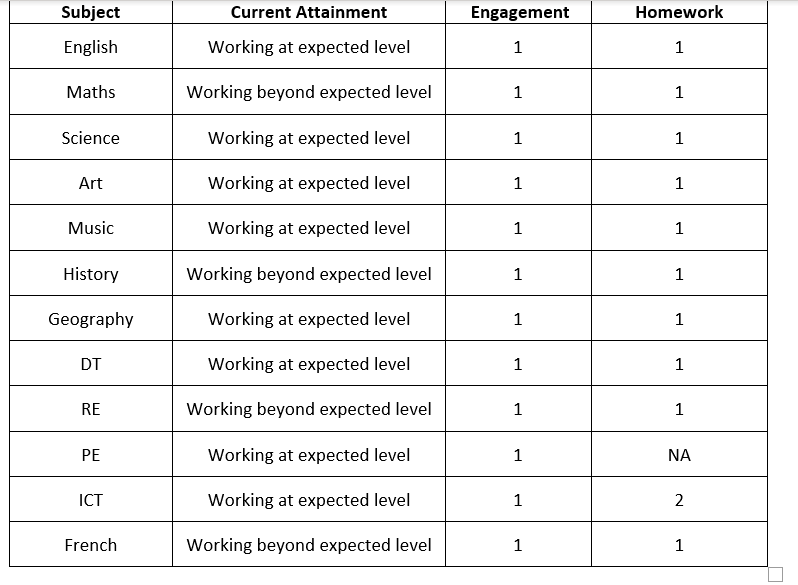 Subject Current Attainment Engagement Homework
English Working at expected level 1 1
Maths Working beyond expected level 1 1
Science Working at expected level 1 1
Art Working at expected level 1 1
Music Working at expected level 1 1
History Working beyond expected level 1 1
Geography Working at expected level 1 1
DT Working at expected level 1 1
RE Working beyond expected level 1 1
PE Working at expected level 1 NA
ICT Working at expected level 1 2
French Working beyond expected level 1 1